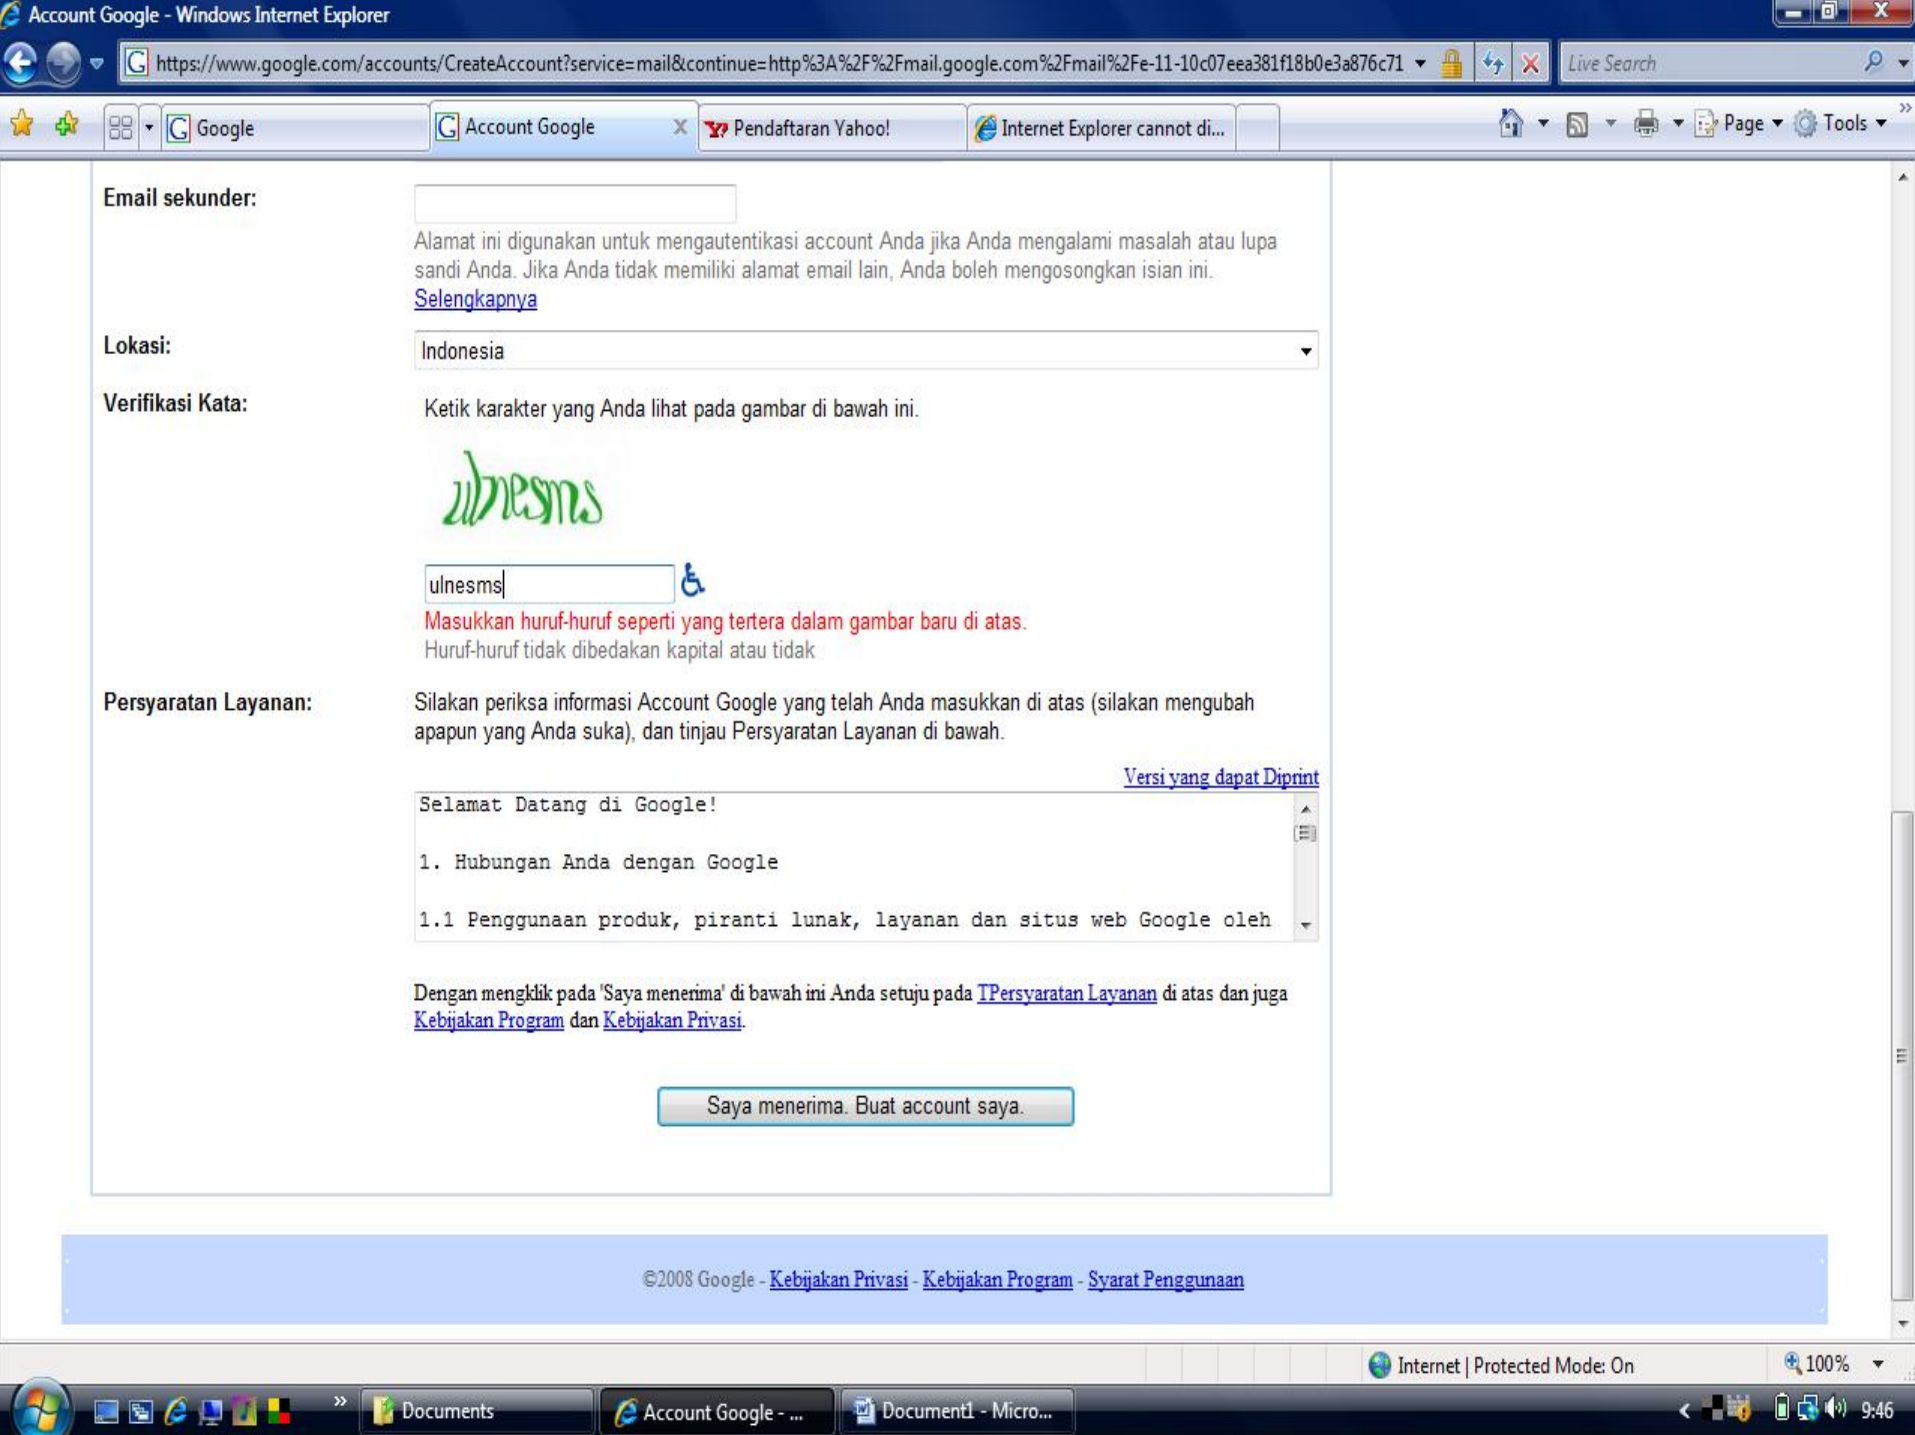 Account Google - Windows Internet Explorer
https://www.google.com/accounts/CreateAccount?service=mail&continue=http%3A%2F%2Fmail.google.com%2Fmail%2Fe-11-10c07eea381f18b0e3a876c71
Live Search
Google
Account Google
Pendaftaran Yahoo!
Internet Explorer cannot di...
Page
Tools
Email sekunder:
Alamat ini digunakan untuk mengautentikasi account Anda jika Anda mengalami masalah atau lupa
sandi Anda. Jika Anda tidak memiliki alamat email lain, Anda boleh mengosongkan isian ini.
Selengkapnya
Lokasi:
Indonesia
Verifikasi Kata:
Ketik karakter yang Anda lihat pada gambar di bawah ini.
ulnesms
Masukkan huruf-huruf seperti yang tertera dalam gambar baru di atas.
Huruf-huruf tidak dibedakan kapital atau tidak
Persyaratan Layanan:
Silakan periksa informasi Account Google yang telah Anda masukkan di atas (silakan mengubah
apapun yang Anda suka), dan tinjau Persyaratan Layanan di bawah.
Versi yang dapat Diprint
Selamat Datang di Google!
1. Hubungan Anda dengan Google
1.1 Penggunaan produk, piranti lunak, layanan dan situs web Google oleh
Dengan mengklik pada 'Saya menerima' di bawah ini Anda setuju pada TPersyaratan Layanan di atas dan juga
Kebijakan Program dan Kebijakan Privasi.
Saya menerima. Buat account saya.
©2008 Google - Kebijakan Privasi - Kebijakan Program - Syarat Penggunaan
Internet | Protected Mode: On
100%
Documents
Account Google - ...
Document1 - Micro...
9:46